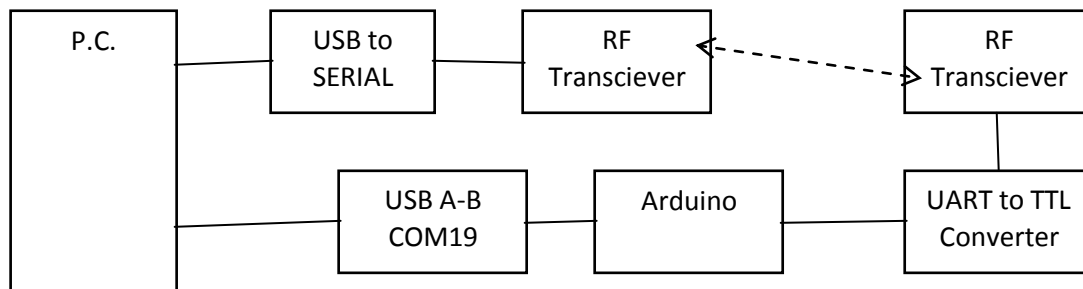 P.C.
USB to
SERIAL
RF
Transciever
RF
Transciever
USB A-B
COM19
Arduino
UART to TTL
Converter